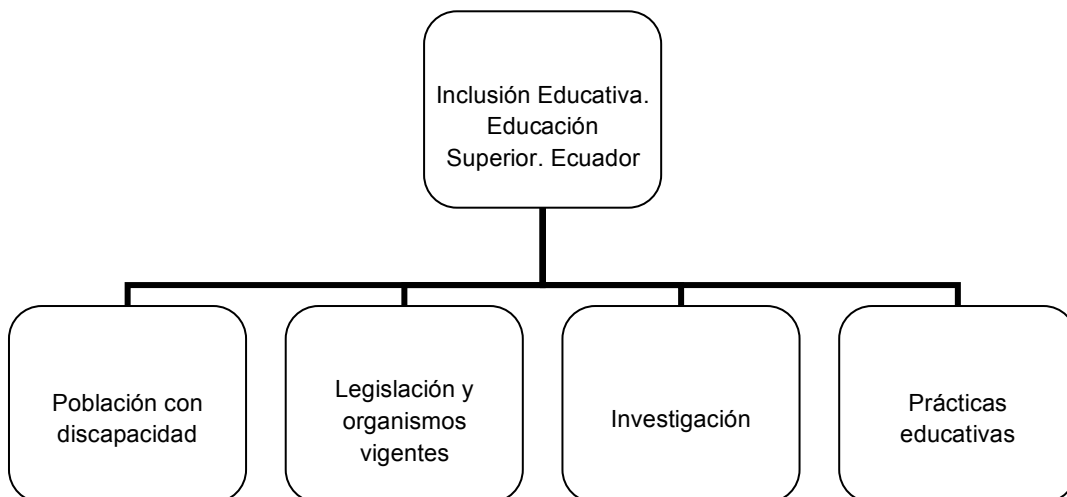 Inclusión Educativa.
Educación
Superior. Ecuador
Población con
discapacidad
Legislación y
organismos
vigentes
Investigación
Prácticas
educativas